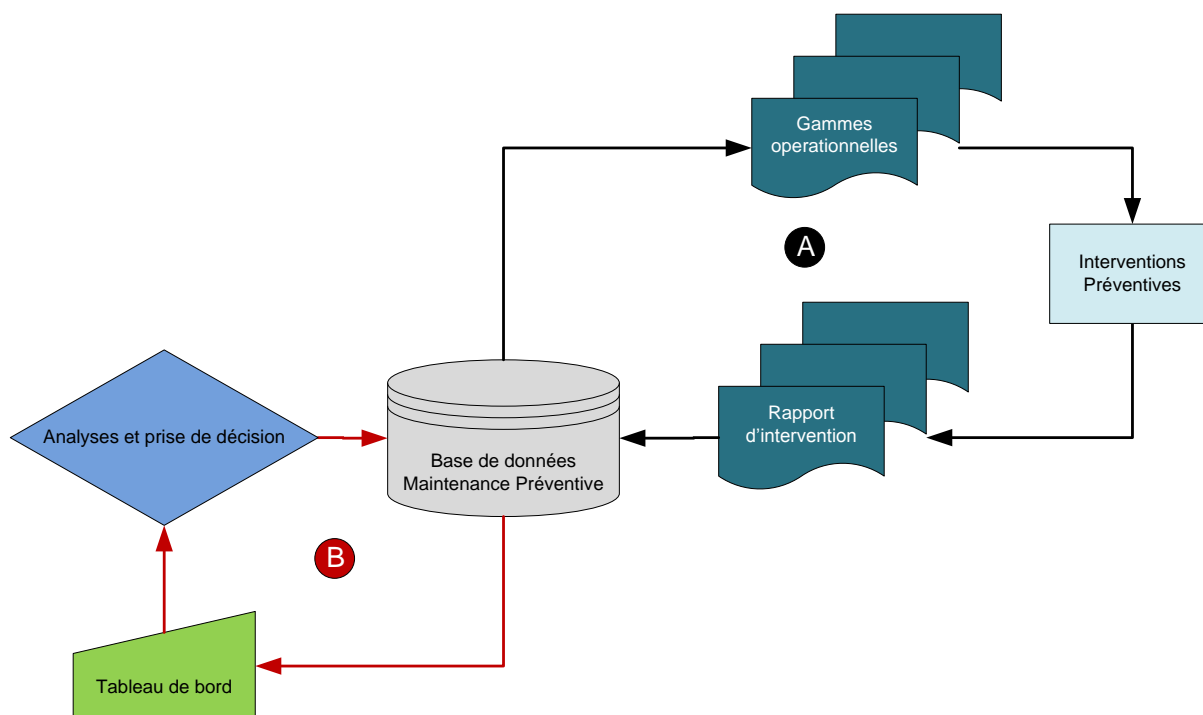 Gammes
operationnelles
A
Interventions
Préventives
Analyses et prise de décision
Base de données
Maintenance Préventive
Rapport
d'intervention
B
Tableau de bord